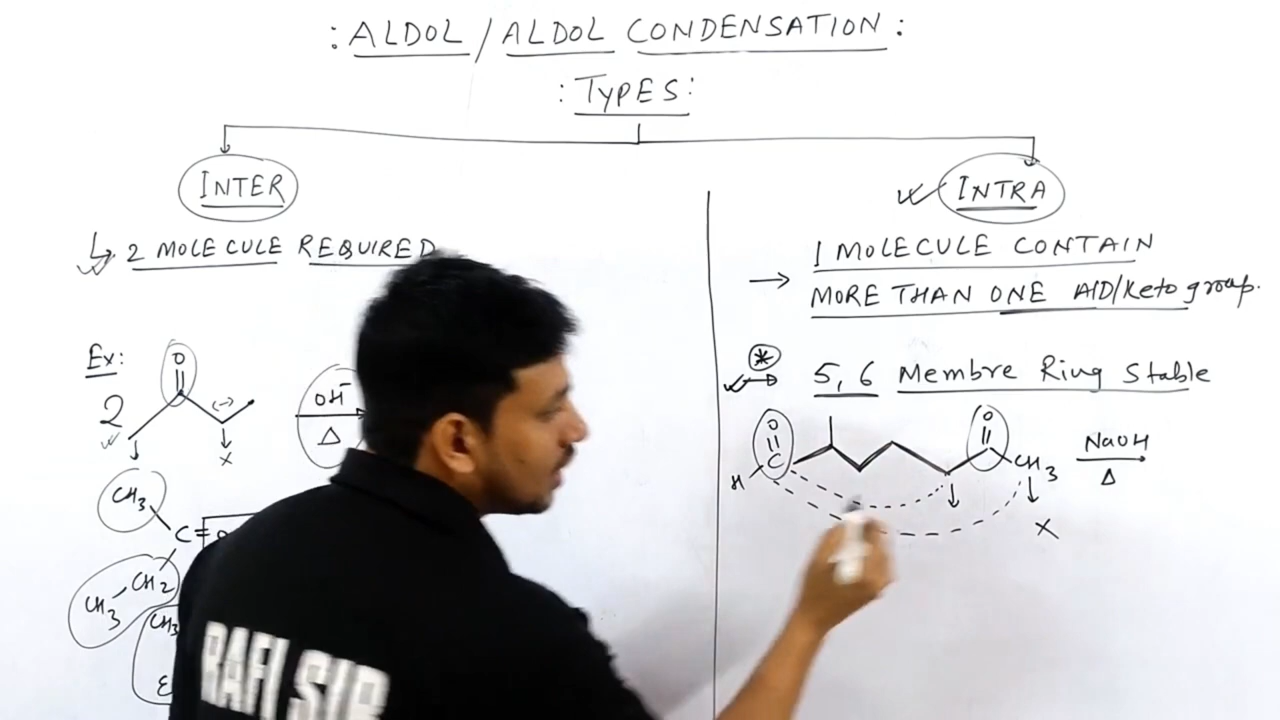 : ALDOL / ALDOL CONDENSATION :
: TYPES :
INTER
2 MOLECULE REQUIRED
Ex:
O
2
OH⁻
Δ
x
CH3
C=
CH3 CH2
CH3
INTRA
→ 1 MOLECULE CONTAIN
MORE THAN ONE AlD/Keto group.
* 5, 6 Membre Ring Stable
O
O
H C
CH3
NaOH
Δ
x
RAFI SIR